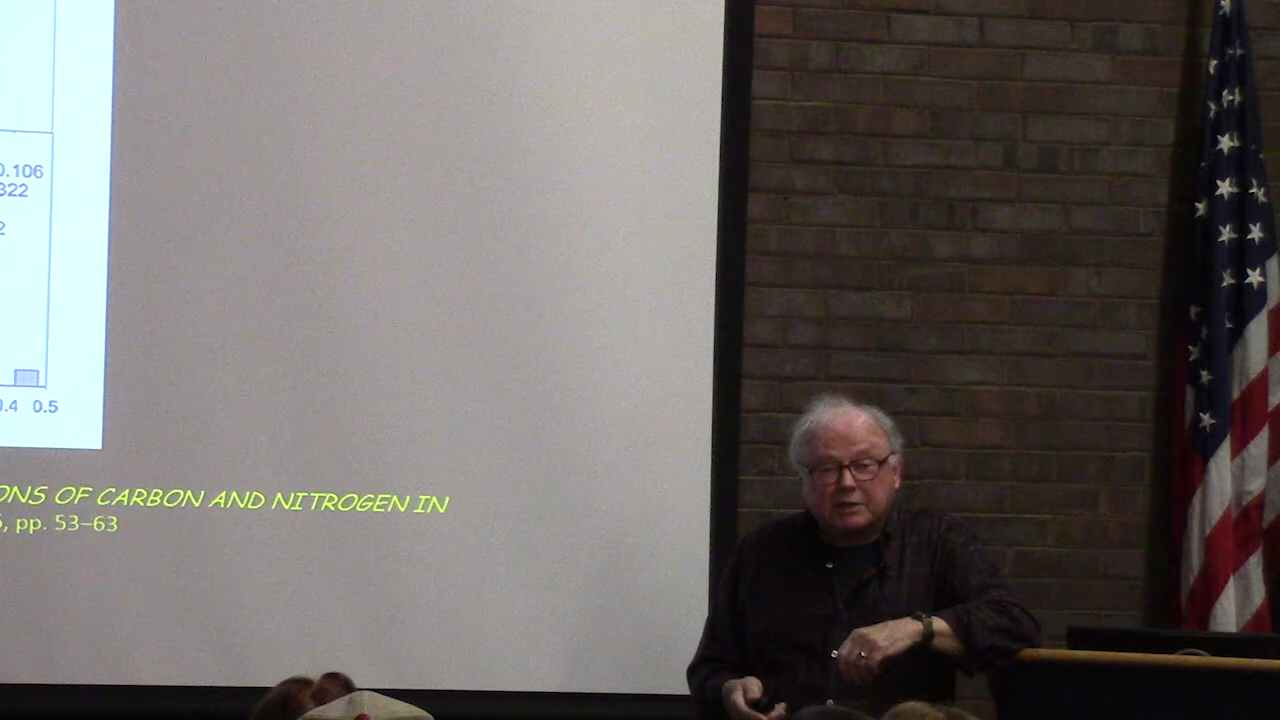 0.106
322
2
0.4 0.5
ONS OF CARBON AND NITROGEN IN
, pp. 53–63